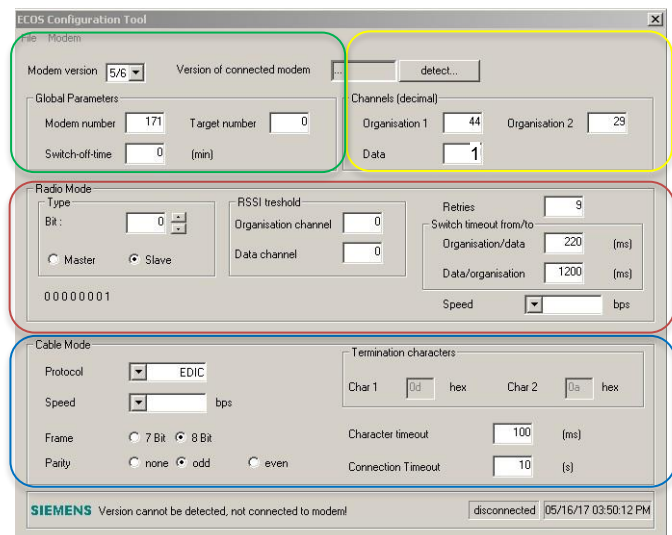 ECOS Configuration Tool
File Modem
Modem version 5/6 Version of connected modem ... detect...
Global Parameters
Modem number 171 Target number 0
Switch-off-time 0 (min)
Channels (decimal)
Organisation 1 44 Organisation 2 29
Data 1
Radio Mode
Type
Bit : 0
Master Slave
00000001
RSSI treshold
Organisation channel 0
Data channel 0
Retries 9
Switch timeout from/to
Organisation/data 220 (ms)
Data/organisation 1200 (ms)
Speed bps
Cable Mode
Protocol EDIC
Speed bps
Frame 7 Bit 8 Bit
Parity none odd even
Termination characters
Char 1 0d hex Char 2 0a hex
Character timeout 100 (ms)
Connection Timeout 10 (s)
SIEMENS Version cannot be detected, not connected to modem! disconnected 05/16/17 03:50:12 PM